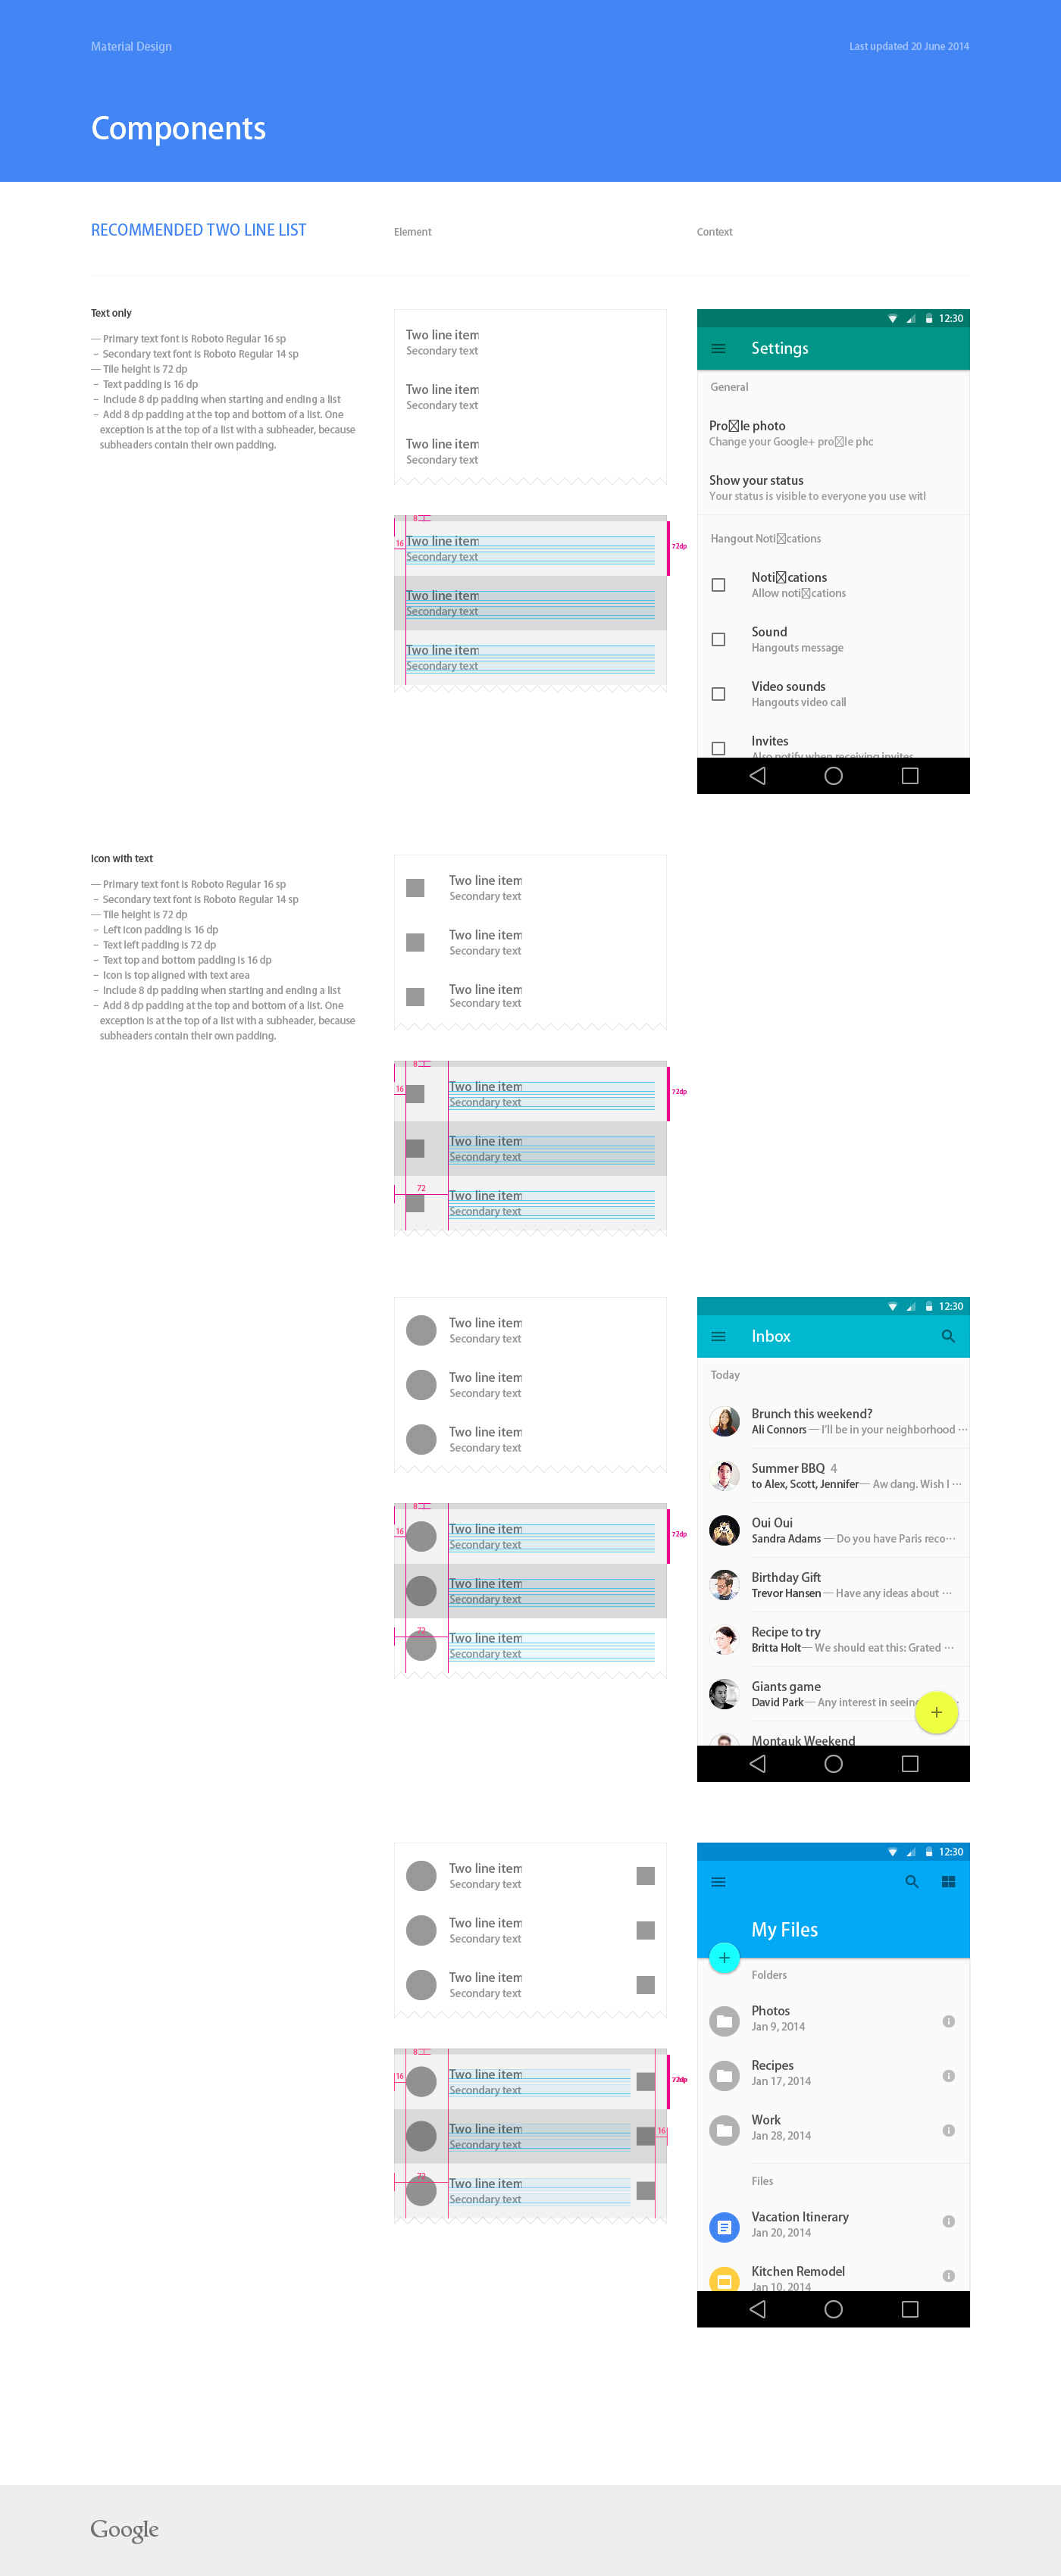 Material Design
Last updated 20 June 2014
Components
RECOMMENDED TWO LINE LIST
Element
Context
Text only
— Primary text font is Roboto Regular 16 sp
– Secondary text font is Roboto Regular 14 sp
— Tile height is 72 dp
– Text padding is 16 dp
– Include 8 dp padding when starting and ending a list
– Add 8 dp padding at the top and bottom of a list. One
exception is at the top of a list with a subheader, because
subheaders contain their own padding.
Two line item
Secondary text
Two line item
Secondary text
Two line item
Secondary text
8
16
72dp
Two line item
Secondary text
Two line item
Secondary text
Two line item
Secondary text
12:30
Settings
General
Pro□le photo
Change your Google+ pro□le phc
Show your status
Your status is visible to everyone you use witl
Hangout Noti□cations
Noti□cations
Allow noti□cations
Sound
Hangouts message
Video sounds
Hangouts video call
Invites
Also notify when receiving invites
Icon with text
— Primary text font is Roboto Regular 16 sp
– Secondary text font is Roboto Regular 14 sp
— Tile height is 72 dp
– Left icon padding is 16 dp
– Text left padding is 72 dp
– Text top and bottom padding is 16 dp
– Icon is top aligned with text area
– Include 8 dp padding when starting and ending a list
– Add 8 dp padding at the top and bottom of a list. One
exception is at the top of a list with a subheader, because
subheaders contain their own padding.
Two line item
Secondary text
Two line item
Secondary text
Two line item
Secondary text
8
16
72dp
Two line item
Secondary text
Two line item
Secondary text
72
Two line item
Secondary text
Two line item
Secondary text
Two line item
Secondary text
Two line item
Secondary text
8
16
72dp
Two line item
Secondary text
Two line item
Secondary text
72
Two line item
Secondary text
12:30
Inbox
Today
Brunch this weekend?
Ali Connors — I'll be in your neighborhood ...
Summer BBQ 4
to Alex, Scott, Jennifer— Aw dang. Wish I ...
Oui Oui
Sandra Adams — Do you have Paris reco...
Birthday Gift
Trevor Hansen — Have any ideas about ...
Recipe to try
Britta Holt— We should eat this: Grated ...
Giants game
David Park — Any interest in seeing
Montauk Weekend
Two line item
Secondary text
Two line item
Secondary text
Two line item
Secondary text
8
16
Two line item
Secondary text
Two line item
Secondary text
16
72
Two line item
Secondary text
12:30
My Files
Folders
Photos
Jan 9, 2014
Recipes
Jan 17, 2014
Work
Jan 28, 2014
Files
Vacation Itinerary
Jan 20, 2014
Kitchen Remodel
Jan 10, 2014
Google